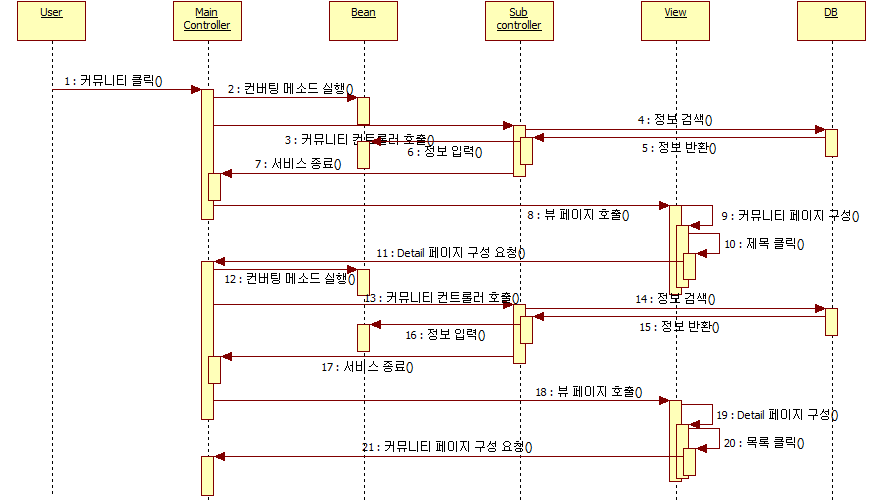 User
Main
Controller
Bean
Sub
controller
View
DB
1 : 커뮤니티 클릭()
2 : 컨버팅 메소드 실행()
3 : 커뮤니티 컨트롤러 호출()
4 : 정보 검색()
5 : 정보 반환()
6 : 정보 입력()
7 : 서비스 종료()
8 : 뷰 페이지 호출()
9 : 커뮤니티 페이지 구성()
10 : 제목 클릭()
11 : Detail 페이지 구성 요청()
12 : 컨버팅 메소드 실행()
13 : 커뮤니티 컨트롤러 호출()
14 : 정보 검색()
15 : 정보 반환()
16 : 정보 입력()
17 : 서비스 종료()
18 : 뷰 페이지 호출()
19 : Detail 페이지 구성()
20 : 목록 클릭()
21 : 커뮤니티 페이지 구성 요청()